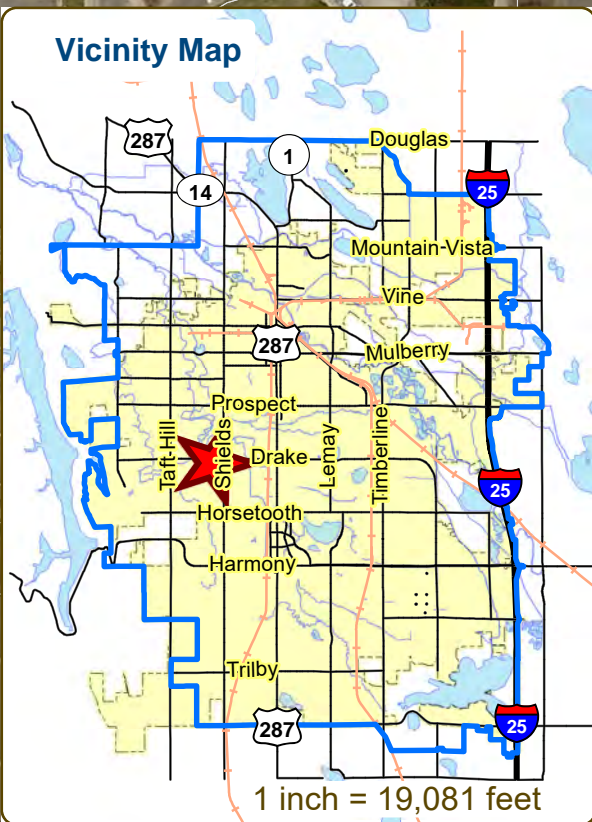 Vicinity Map
287
1
Douglas
14
25
Mountain-Vista
Vine
287
Mulberry
Prospect
Taft-Hill
Shields
Drake
Lemay
Timberline
25
Horsetooth
Harmony
Trilby
287
25
1 inch = 19,081 feet